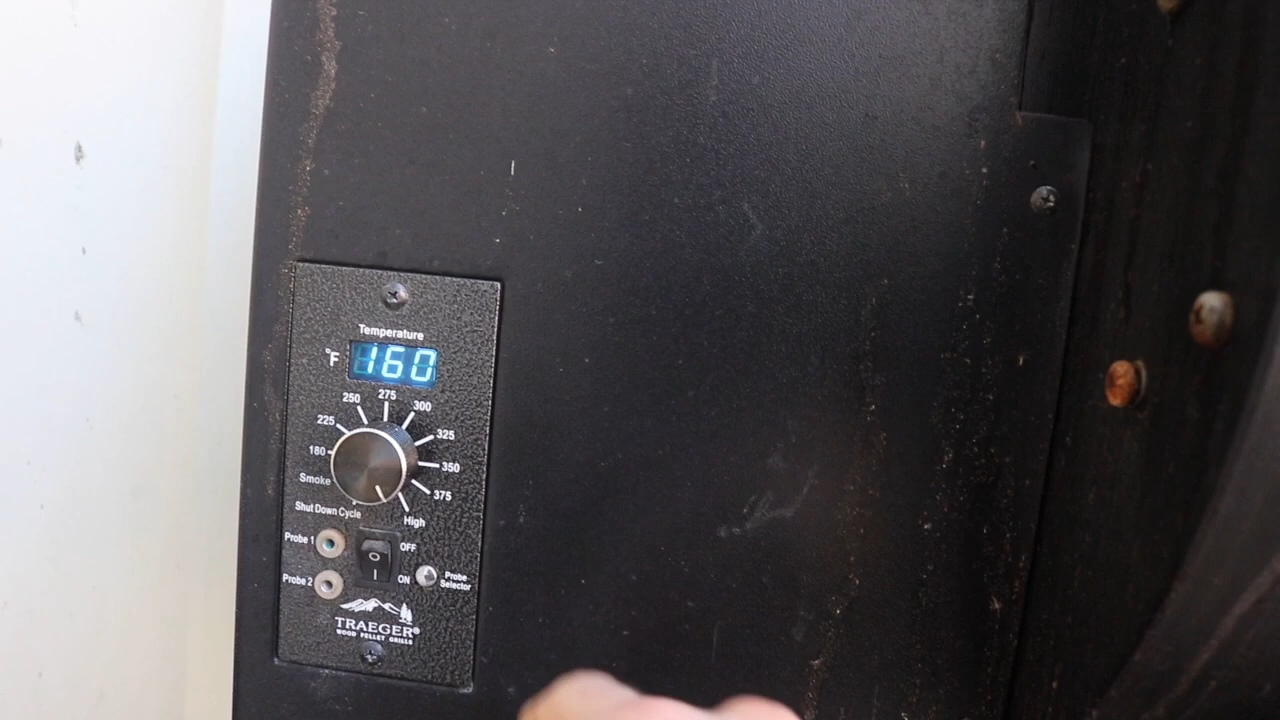 Temperature
°F 160
275
250 300
225 325
180 350
Smoke 375
Shut Down Cycle High
Probe 1 OFF
Probe 2 ON Probe Selector
TRAEGER®
WOOD PELLET GRILLS